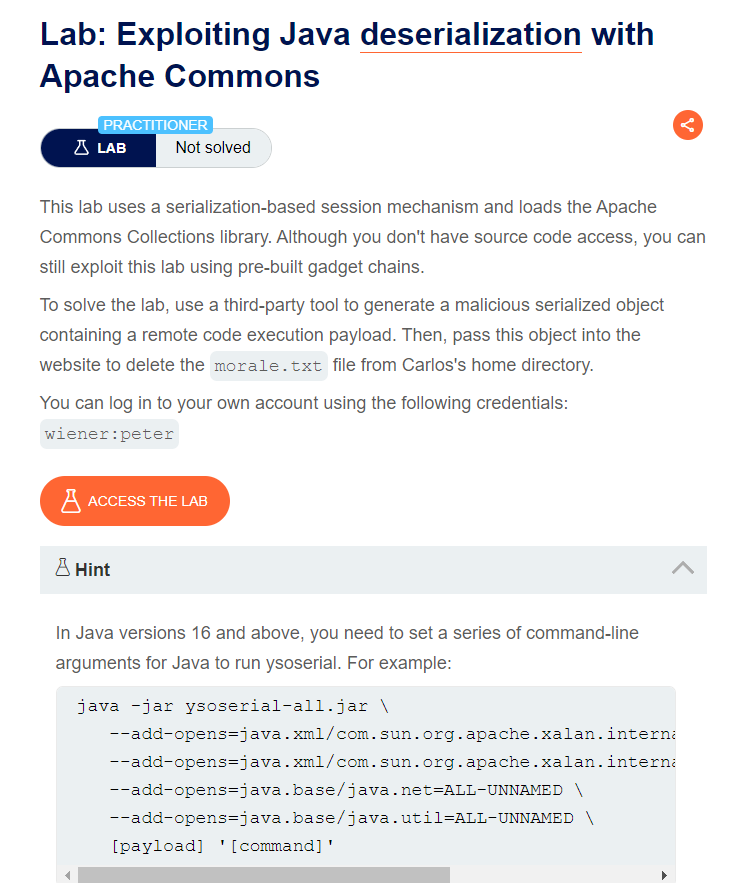 Lab: Exploiting Java deserialization with
Apache Commons
PRACTITIONER
LAB Not solved
This lab uses a serialization-based session mechanism and loads the Apache
Commons Collections library. Although you don't have source code access, you can
still exploit this lab using pre-built gadget chains.
To solve the lab, use a third-party tool to generate a malicious serialized object
containing a remote code execution payload. Then, pass this object into the
website to delete the morale.txt file from Carlos's home directory.
You can log in to your own account using the following credentials:
wiener:peter
ACCESS THE LAB
Hint
In Java versions 16 and above, you need to set a series of command-line
arguments for Java to run ysoserial. For example:
java -jar ysoserial-all.jar \
--add-opens=java.xml/com.sun.org.apache.xalan.interna
--add-opens=java.xml/com.sun.org.apache.xalan.interna
--add-opens=java.base/java.net=ALL-UNNAMED \
--add-opens=java.base/java.util=ALL-UNNAMED \
[payload] '[command]'